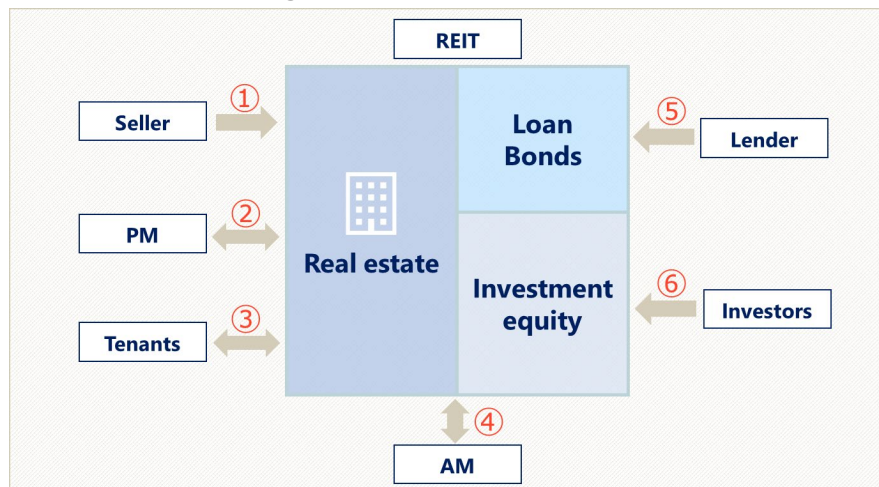 REIT
①
Seller
Loan
Bonds
⑤
Lender
②
PM
Real estate
Investment
equity
⑥
Investors
③
Tenants
④
AM